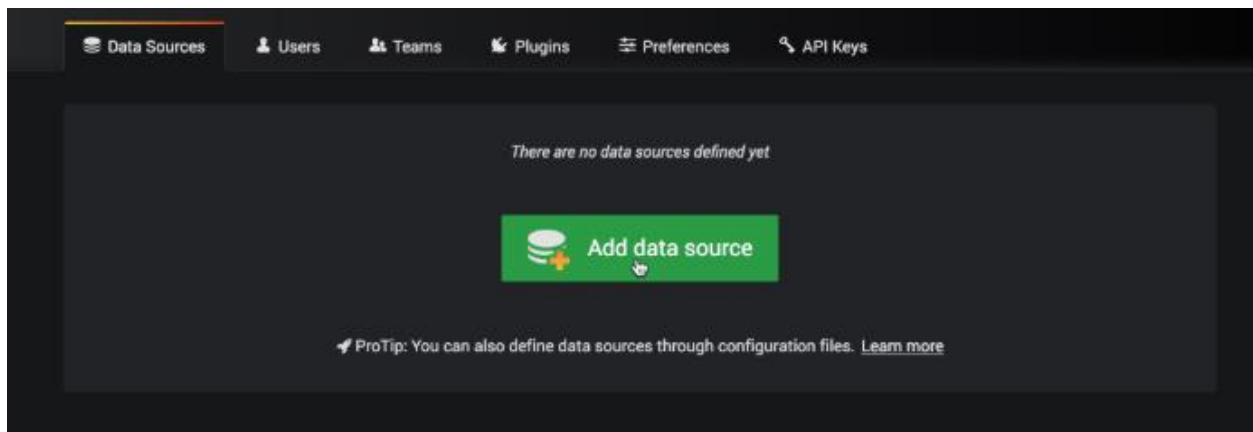 Data Sources Users Teams Plugins Preferences API Keys
There are no data sources defined yet
Add data source
ProTip: You can also define data sources through configuration files. Learn more